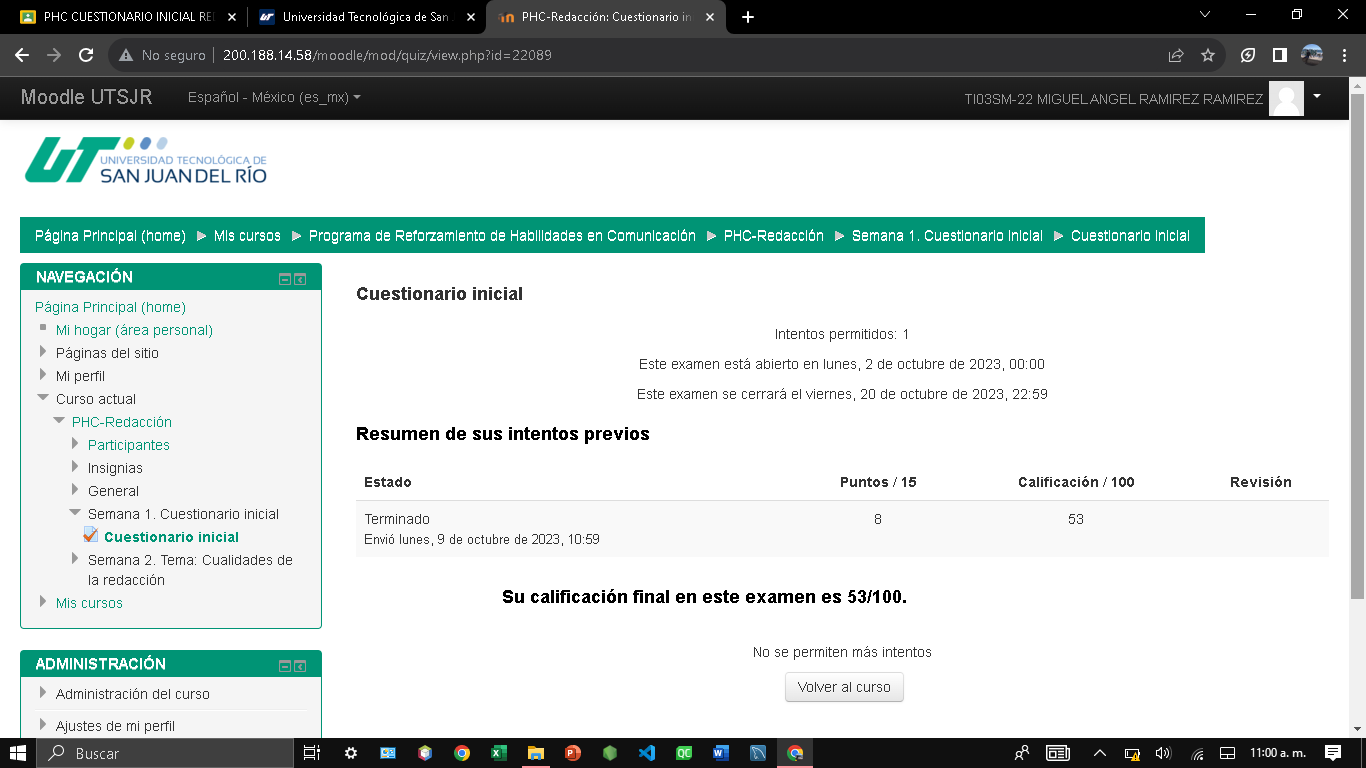 PHC CUESTIONARIO INICIAL RE
Universidad Tecnológica de San
PHC-Redacción: Cuestionario in
No seguro
200.188.14.58/moodle/mod/quiz/view.php?id=22089
Moodle UTSJR
Español - México (es_mx)
TI03SM-22 MIGUEL ANGEL RAMIREZ RAMIREZ
UT
UNIVERSIDAD TECNOLÓGICA DE
SAN JUAN DEL RÍO
Página Principal (home) Mis cursos Programa de Reforzamiento de Habilidades en Comunicación PHC-Redacción Semana 1. Cuestionario inicial Cuestionario inicial
NAVEGACIÓN
Página Principal (home)
Mi hogar (área personal)
Páginas del sitio
Mi perfil
Curso actual
PHC-Redacción
Participantes
Insignias
General
Semana 1. Cuestionario inicial
Cuestionario inicial
Semana 2. Tema: Cualidades de
la redacción
Mis cursos
ADMINISTRACIÓN
Administración del curso
Ajustes de mi perfil
Cuestionario inicial
Intentos permitidos: 1
Este examen está abierto en lunes, 2 de octubre de 2023, 00:00
Este examen se cerrará el viernes, 20 de octubre de 2023, 22:59
Resumen de sus intentos previos
Estado Puntos / 15 Calificación / 100 Revisión
Terminado 8 53
Envió lunes, 9 de octubre de 2023, 10:59
Su calificación final en este examen es 53/100.
No se permiten más intentos
Volver al curso
Buscar
11:00 a. m.